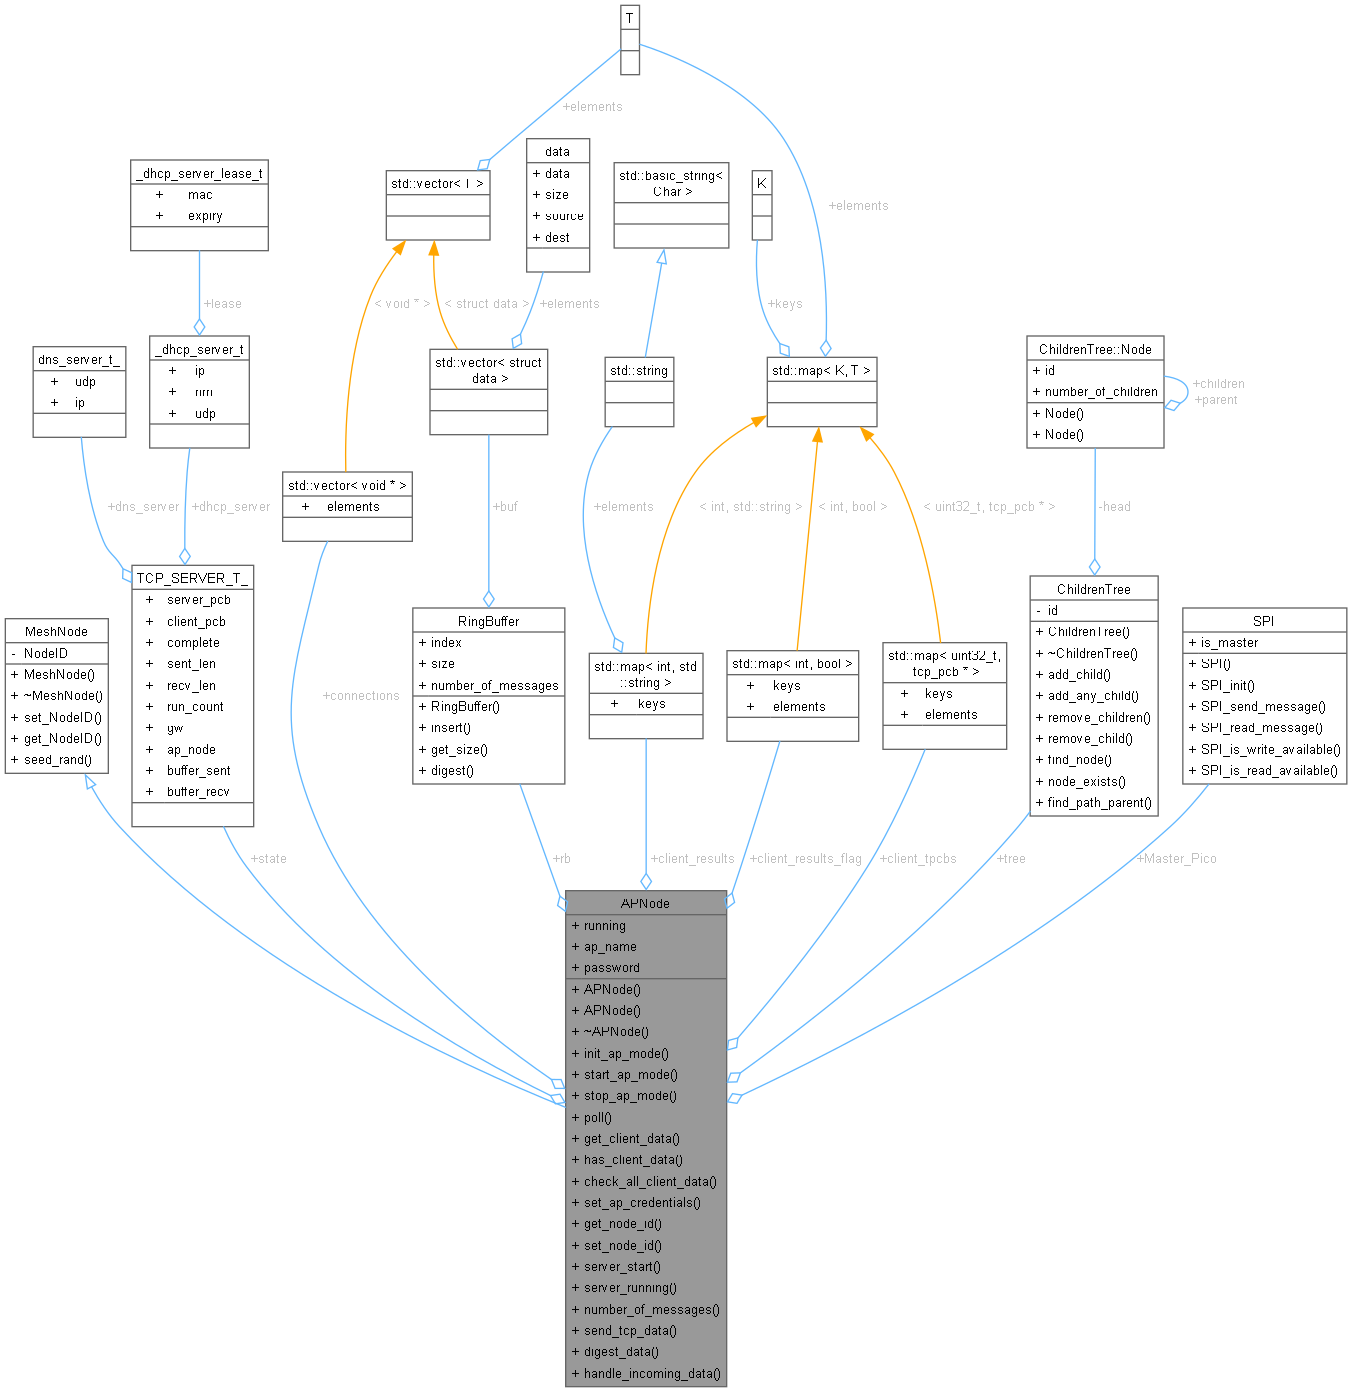 T
+elements
data
+ data
+ size
+ source
+ dest
_dhcp_server_lease_t
+ mac
+ expiry
std::vector< T >
std::basic_string<
Char >
K
+elements
+lease
< void * >
< struct data >
+elements
+keys
dns_server_t_
+ udp
+ ip
_dhcp_server_t
+ ip
+ nm
+ udp
std::vector< struct
data >
std::string
std::map< K, T >
ChildrenTree::Node
+ id
+ number_of_children
+ Node()
+ Node()
+children
+parent
std::vector< void * >
+ elements
+dns_server
+dhcp_server
+buf
+elements
< int, std::string >
< int, bool >
< uint32_t, tcp_pcb * >
-head
MeshNode
- NodeID
+ MeshNode()
+ ~MeshNode()
+ set_NodeID()
+ get_NodeID()
+ seed_rand()
TCP_SERVER_T_
+ server_pcb
+ client_pcb
+ complete
+ sent_len
+ recv_len
+ run_count
+ gw
+ ap_node
+ buffer_sent
+ buffer_recv
+connections
RingBuffer
+ index
+ size
+ number_of_messages
+ RingBuffer()
+ insert()
+ get_size()
+ digest()
std::map< int, std
::string >
+ keys
std::map< int, bool >
+ keys
+ elements
std::map< uint32_t,
tcp_pcb * >
+ keys
+ elements
ChildrenTree
- id
+ ChildrenTree()
+ ~ChildrenTree()
+ add_child()
+ add_any_child()
+ remove_children()
+ remove_child()
+ find_node()
+ node_exists()
+ find_path_parent()
SPI
+ is_master
+ SPI()
+ SPI_init()
+ SPI_send_message()
+ SPI_read_message()
+ SPI_is_write_available()
+ SPI_is_read_available()
+state
+rb
+client_results
+client_results_flag
+client_tpcbs
+tree
+Master_Pico
APNode
+ running
+ ap_name
+ password
+ APNode()
+ APNode()
+ ~APNode()
+ init_ap_mode()
+ start_ap_mode()
+ stop_ap_mode()
+ poll()
+ get_client_data()
+ has_client_data()
+ check_all_client_data()
+ set_ap_credentials()
+ get_node_id()
+ set_node_id()
+ server_start()
+ server_running()
+ number_of_messages()
+ send_tcp_data()
+ digest_data()
+ handle_incoming_data()